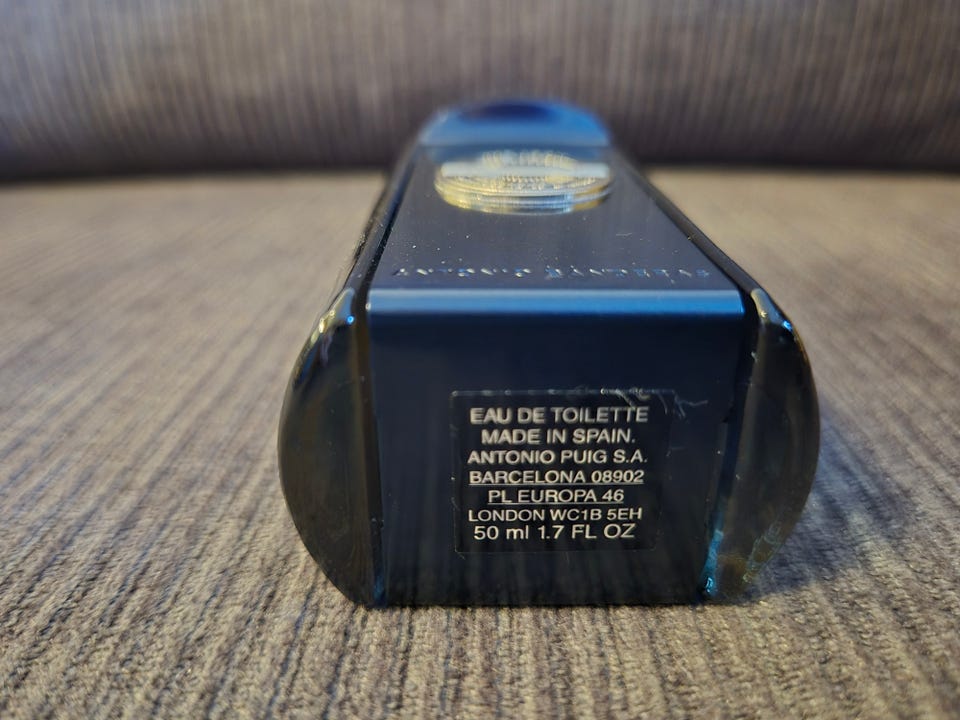 EAU DE TOILETTE
MADE IN SPAIN.
ANTONIO PUIG S.A.
BARCELONA 08902
PL EUROPA 46
LONDON WC1B 5EH
50 ml 1.7 FL OZ